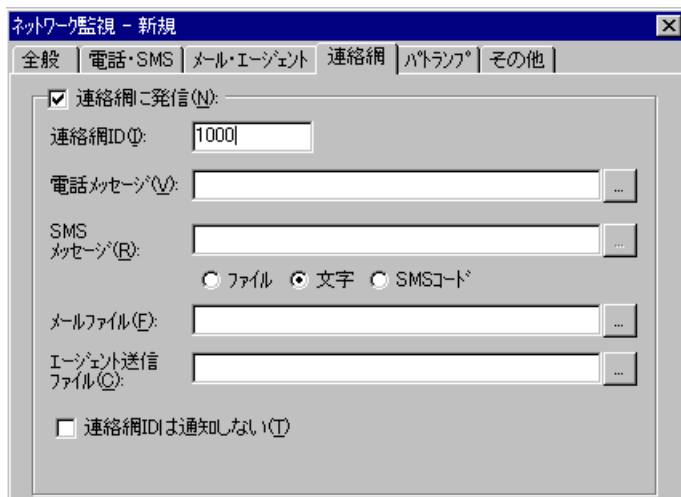 ネットワーク監視 - 新規
全般 電話・SMS メール・エージェント 連絡網 パトランプ その他
連絡網に発信(N):
連絡網ID(I): 1000
電話メッセージ(V): ...
SMS
メッセージ(R): ...
ファイル 文字 SMSコード
メールファイル(F): ...
エージェント送信
ファイル(C): ...
連絡網IDは通知しない(T)